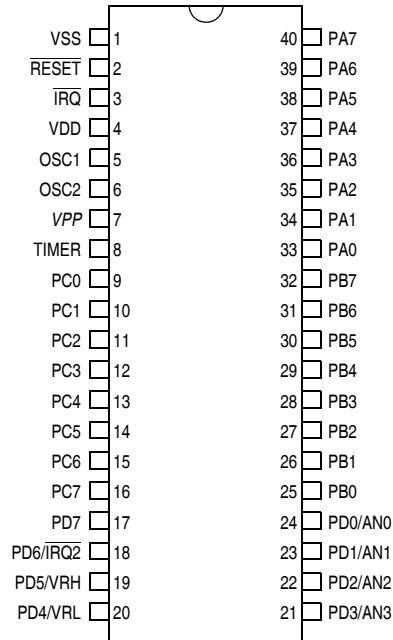 VSS 1 40 PA7
RESET 2 39 PA6
IRQ 3 38 PA5
VDD 4 37 PA4
OSC1 5 36 PA3
OSC2 6 35 PA2
VPP 7 34 PA1
TIMER 8 33 PA0
PC0 9 32 PB7
PC1 10 31 PB6
PC2 11 30 PB5
PC3 12 29 PB4
PC4 13 28 PB3
PC5 14 27 PB2
PC6 15 26 PB1
PC7 16 25 PB0
PD7 17 24 PD0/AN0
PD6/IRQ2 18 23 PD1/AN1
PD5/VRH 19 22 PD2/AN2
PD4/VRL 20 21 PD3/AN3